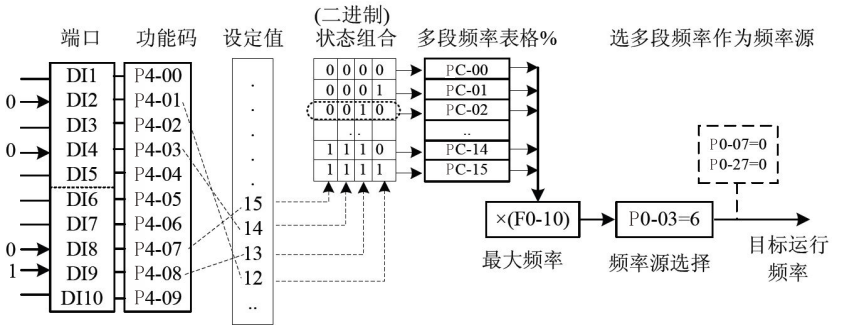 (二进制)
端口 功能码 设定值 状态组合 多段频率表格% 选多段频率作为频率源
DI1 P4-00 . 0 0 0 0 PC-00
0 DI2 P4-01 . 0 0 0 1 PC-01
DI3 P4-02 . 0 0 1 0 PC-02
.. ..
0 DI4 P4-03 . 1 1 1 0 PC-14
DI5 P4-04 . 1 1 1 1 PC-15
P0-07=0
P0-27=0
DI6 P4-05 15
DI7 P4-06 14 ×(F0-10) P0-03=6
0 DI8 P4-07 13 最大频率 频率源选择 目标运行
1 DI9 P4-08 12 频率
DI10 P4-09 ..